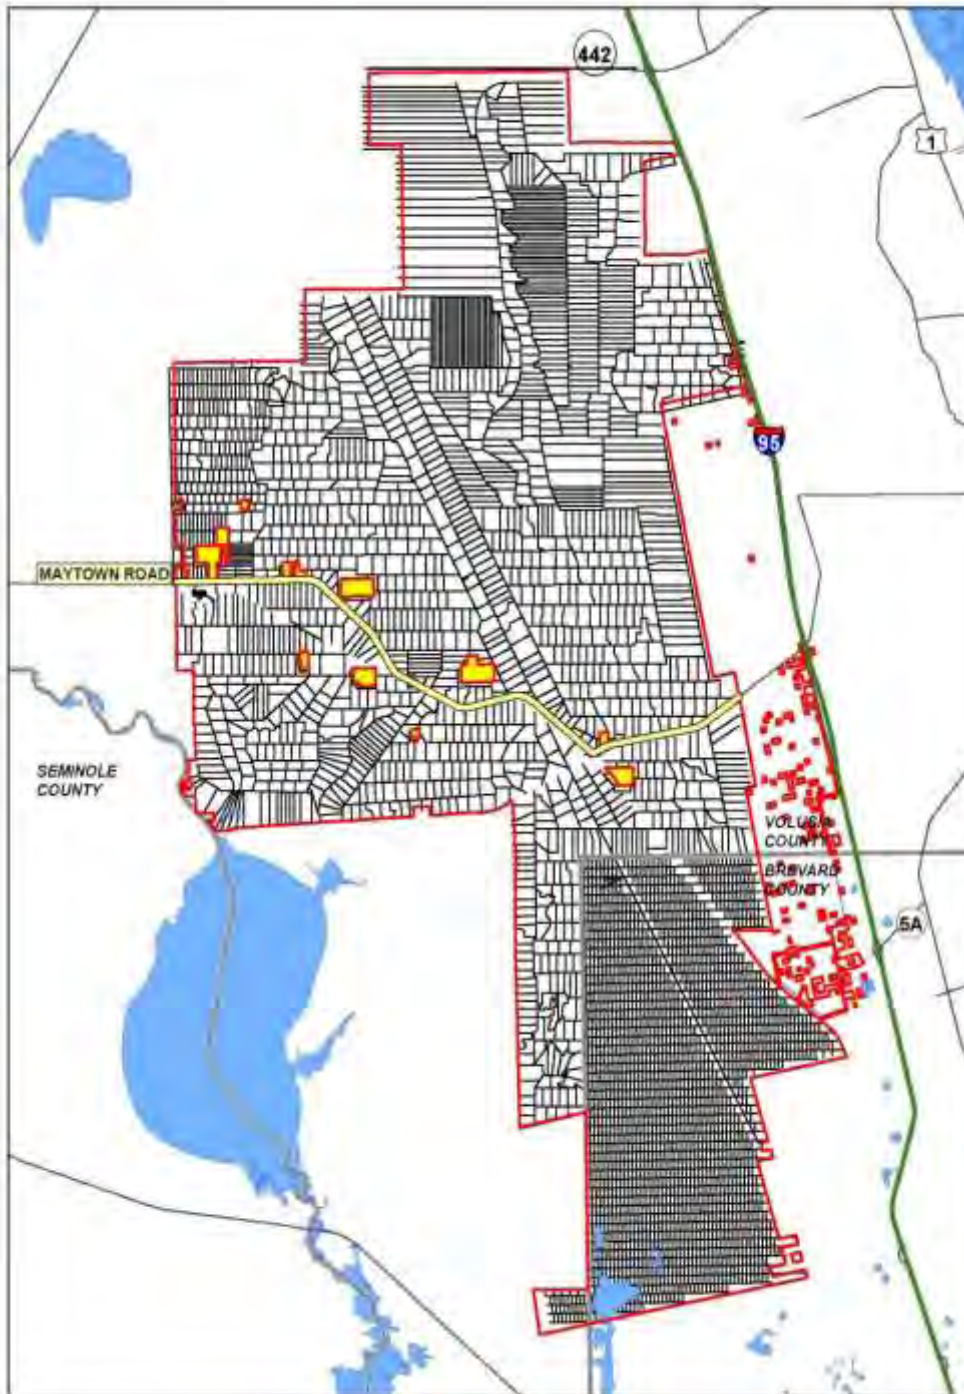 442
1
95
MAYTOWN ROAD
SEMINOLE
COUNTY
VOLUSIA
COUNTY
BREVARD
COUNTY
5A